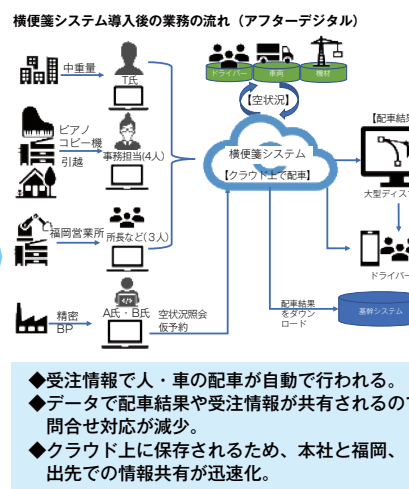 横便箋システム導入後の業務の流れ（アフターデジタル）
中重量
T氏
ドライバー
車両
機材
【空状況】
【配車結果
ピアノ
コピー機
引越
事務担当(4人)
横便箋システム
【クラウド上で配車】
大型ディス
福岡営業所
所長など(3人)
ドライバー
精密
BP
A氏・B氏
空状況照会
仮予約
配車結果
をダウン
ロード
基幹システム
◆受注情報で人・車の配車が自動で行われる。
◆データで配車結果や受注情報が共有されるので
問合せ対応が減少。
◆クラウド上に保存されるため、本社と福岡、
出先での情報共有が迅速化。